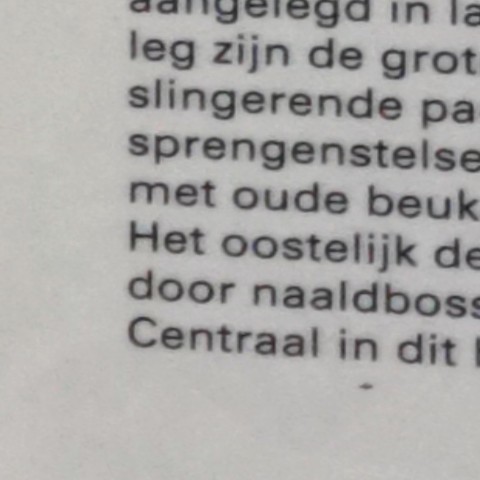 aangelegd in la
leg zijn de grot
slingerende pa
sprengenstelse
met oude beuk
Het oostelijk de
door naaldboss
Centraal in dit